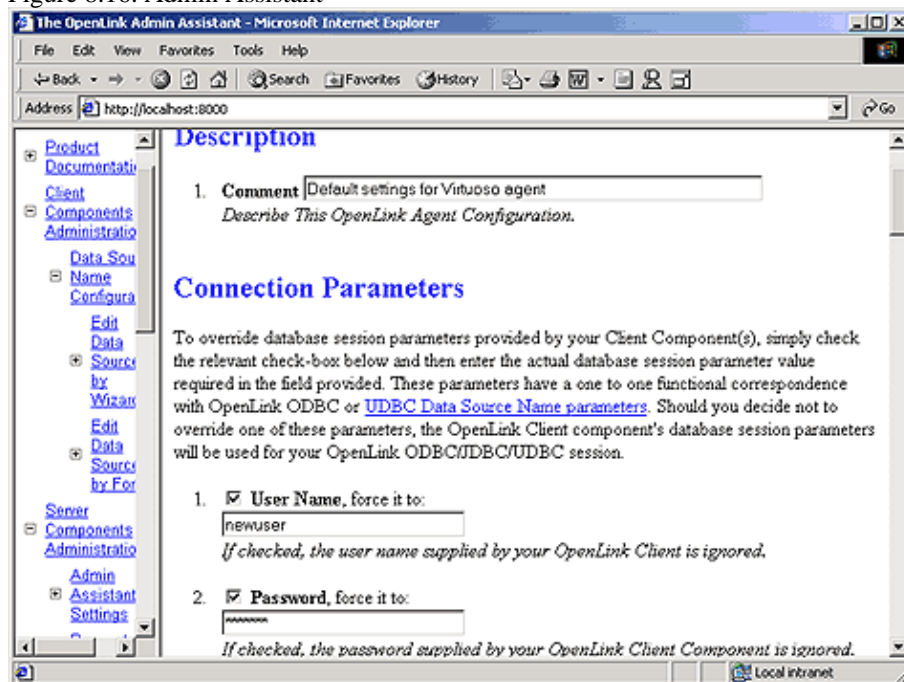 Figure 6.16. Admin Assistant
The OpenLink Admin Assistant - Microsoft Internet Explorer
File Edit View Favorites Tools Help
Back Search Favorites History
Address http://localhost:8000 Go
Product
Documentati
Client
Components
Administratio
Data Sou
Name
Configura
Edit
Data
Source
by
Wizard
Edit
Data
Source
by For
Server
Components
Administratio
Admin
Assistant
Settings
Description
1. Comment Default settings for Virtuoso agent
Describe This OpenLink Agent Configuration.
Connection Parameters
To override database session parameters provided by your Client Component(s), simply check
the relevant check-box below and then enter the actual database session parameter value
required in the field provided. These parameters have a one to one functional correspondence
with OpenLink ODBC or UDBC Data Source Name parameters. Should you decide not to
override one of these parameters, the OpenLink Client component's database session parameters
will be used for your OpenLink ODBC/JDBC/UDBC session.
1. User Name, force it to:
newuser
If checked, the user name supplied by your OpenLink Client is ignored.
2. Password, force it to:
*******
If checked, the password supplied by your OpenLink Client Component is ignored.
Local intranet